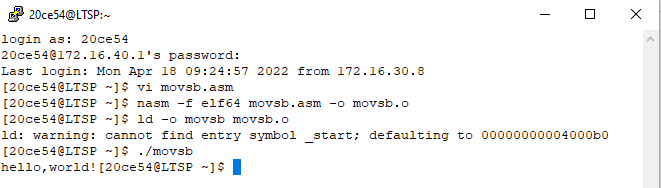 20ce54@LTSP:~
login as: 20ce54
20ce54@172.16.40.1's password:
Last login: Mon Apr 18 09:24:57 2022 from 172.16.30.8
[20ce54@LTSP ~]$ vi movsb.asm
[20ce54@LTSP ~]$ nasm -f elf64 movsb.asm -o movsb.o
[20ce54@LTSP ~]$ ld -o movsb movsb.o
ld: warning: cannot find entry symbol _start; defaulting to 00000000004000b0
[20ce54@LTSP ~]$ ./movsb
hello,world![20ce54@LTSP ~]$